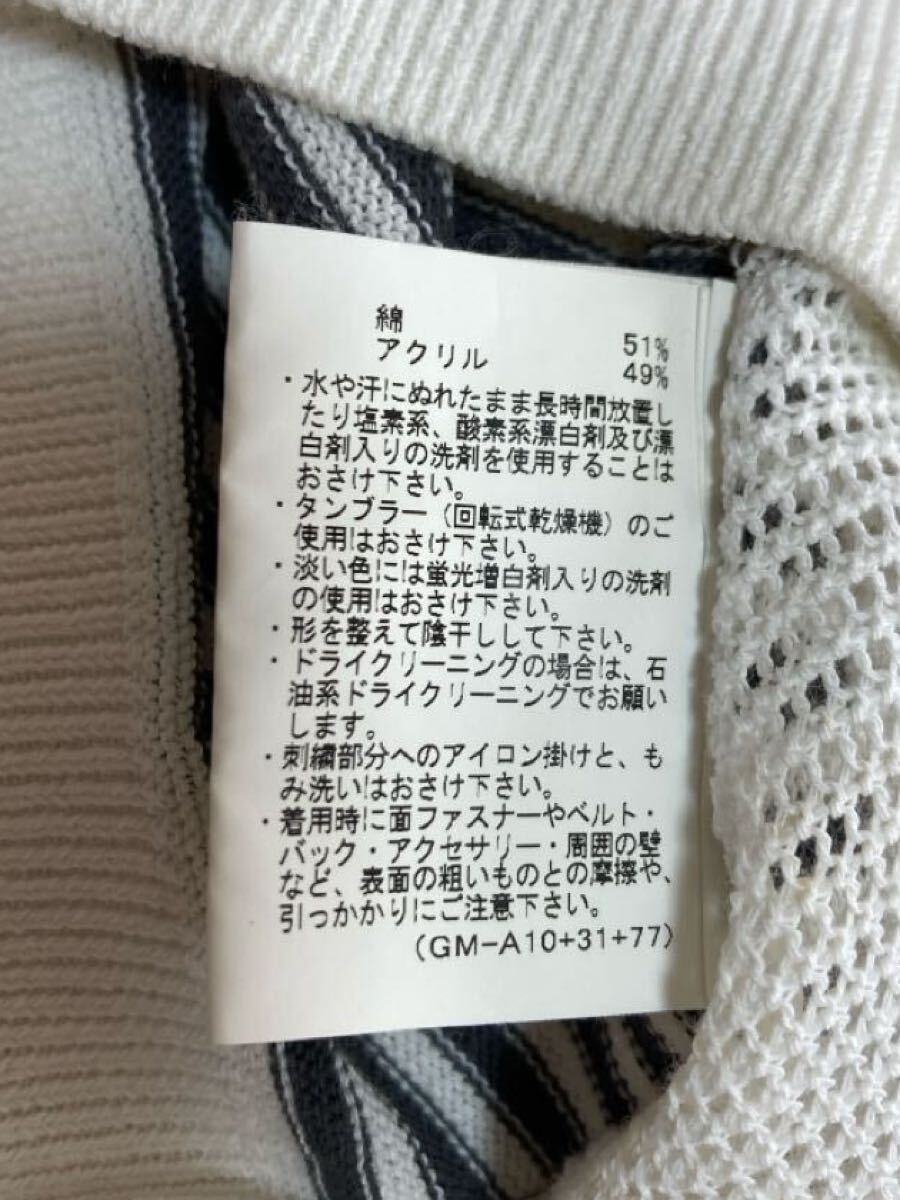 綿 51%
アクリル 49%
・水や汗にぬれたまま長時間放置し
たり塩素系、酸素系漂白剤及び漂
白剤入りの洗剤を使用することは
おさけ下さい。
・タンブラー（回転式乾燥機）のご
使用はおさけ下さい。
・淡い色には蛍光増白剤入りの洗剤
の使用はおさけ下さい。
・形を整えて陰干しして下さい。
・ドライクリーニングの場合は、石
油系ドライクリーニングでお願い
します。
・刺繍部分へのアイロン掛けと、も
み洗いはおさけ下さい。
・着用時に面ファスナーやベルト・
バック・アクセサリー・周囲の壁
など、表面の粗いものとの摩擦や、
引っかかりにご注意下さい。
(GM-A10+31+77)